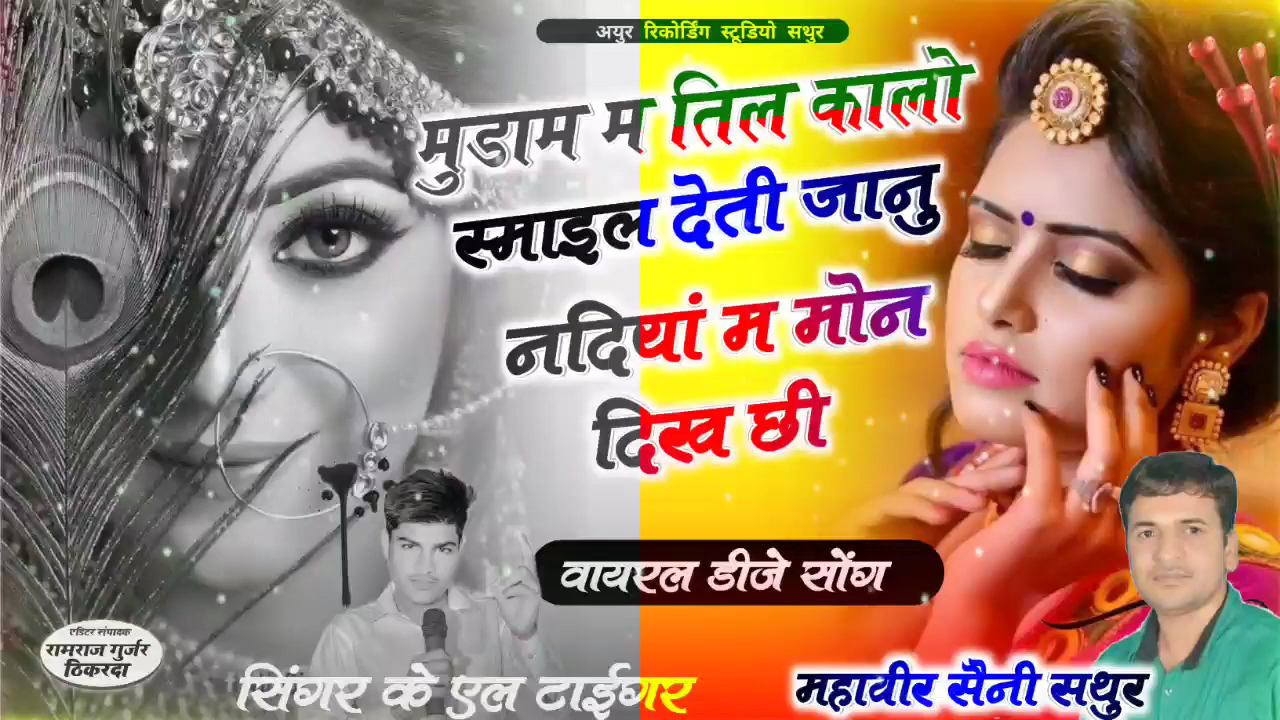 अयुर रिकोर्डिंग स्टूडियो सथुर
मुडाम म तिल कालो
स्माइल देती जानु
नदियां म मोन
दिख छी
वायरल डीजे सोंग
एडिटर संपादक
रामराज गुर्जर
ठिकरदा
सिंगर के एल टाईगर
महावीर सैनी सथुर